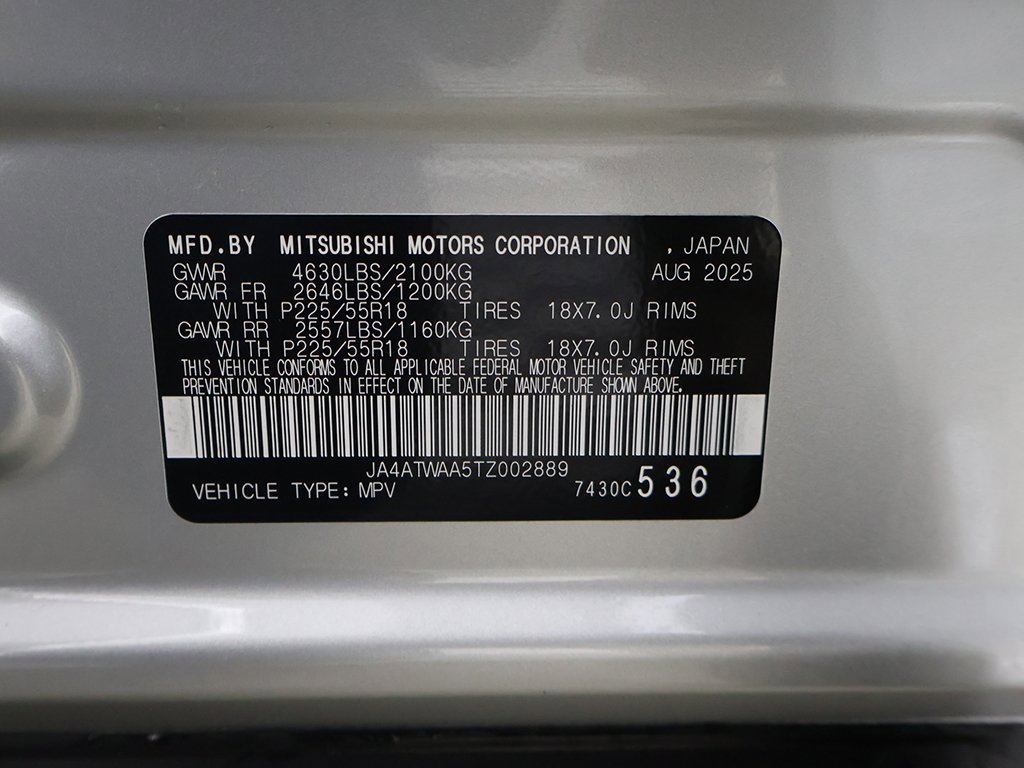 MFD.BY MITSUBISHI MOTORS CORPORATION , JAPAN
GVWR 4630LBS/2100KG AUG 2025
GAWR FR 2646LBS/1200KG
WITH P225/55R18 TIRES 18X7.0J RIMS
GAWR RR 2557LBS/1160KG
WITH P225/55R18 TIRES 18X7.0J RIMS
THIS VEHICLE CONFORMS TO ALL APPLICABLE FEDERAL MOTOR VEHICLE SAFETY AND THEFT
PREVENTION STANDARDS IN EFFECT ON THE DATE OF MANUFACTURE SHOWN ABOVE.
JA4ATWAA5TZ002889
VEHICLE TYPE: MPV 7430C 536